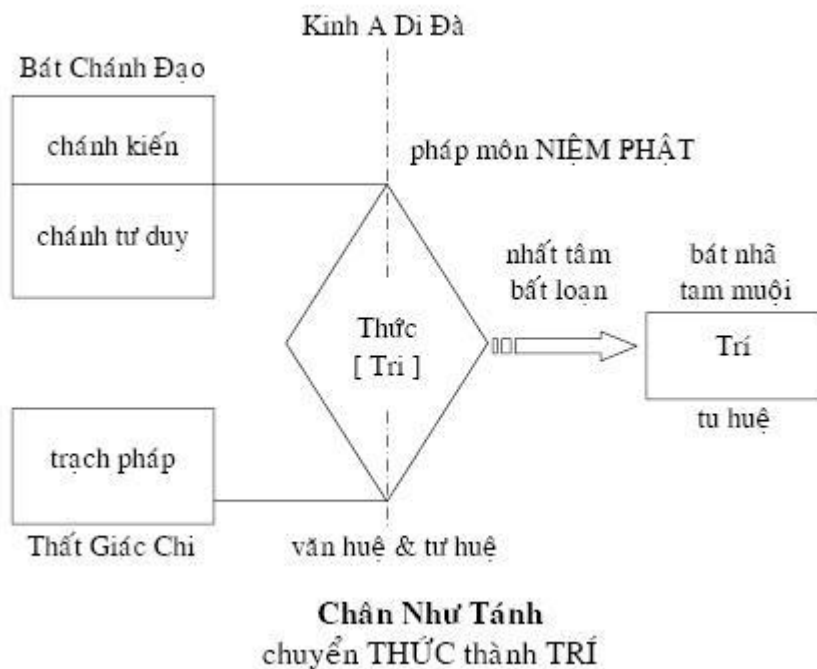 Kinh A Di Đà
Bát Chánh Đạo
chánh kiến
pháp môn NIỆM PHẬT
chánh tư duy
nhất tâm
bất loạn
bát nhã
tam muội
Thức
[ Tri ]
Trí
tu huệ
trạch pháp
Thất Giác Chi
văn huệ & tư huệ
Chân Như Tánh
chuyển THỨC thành TRÍ